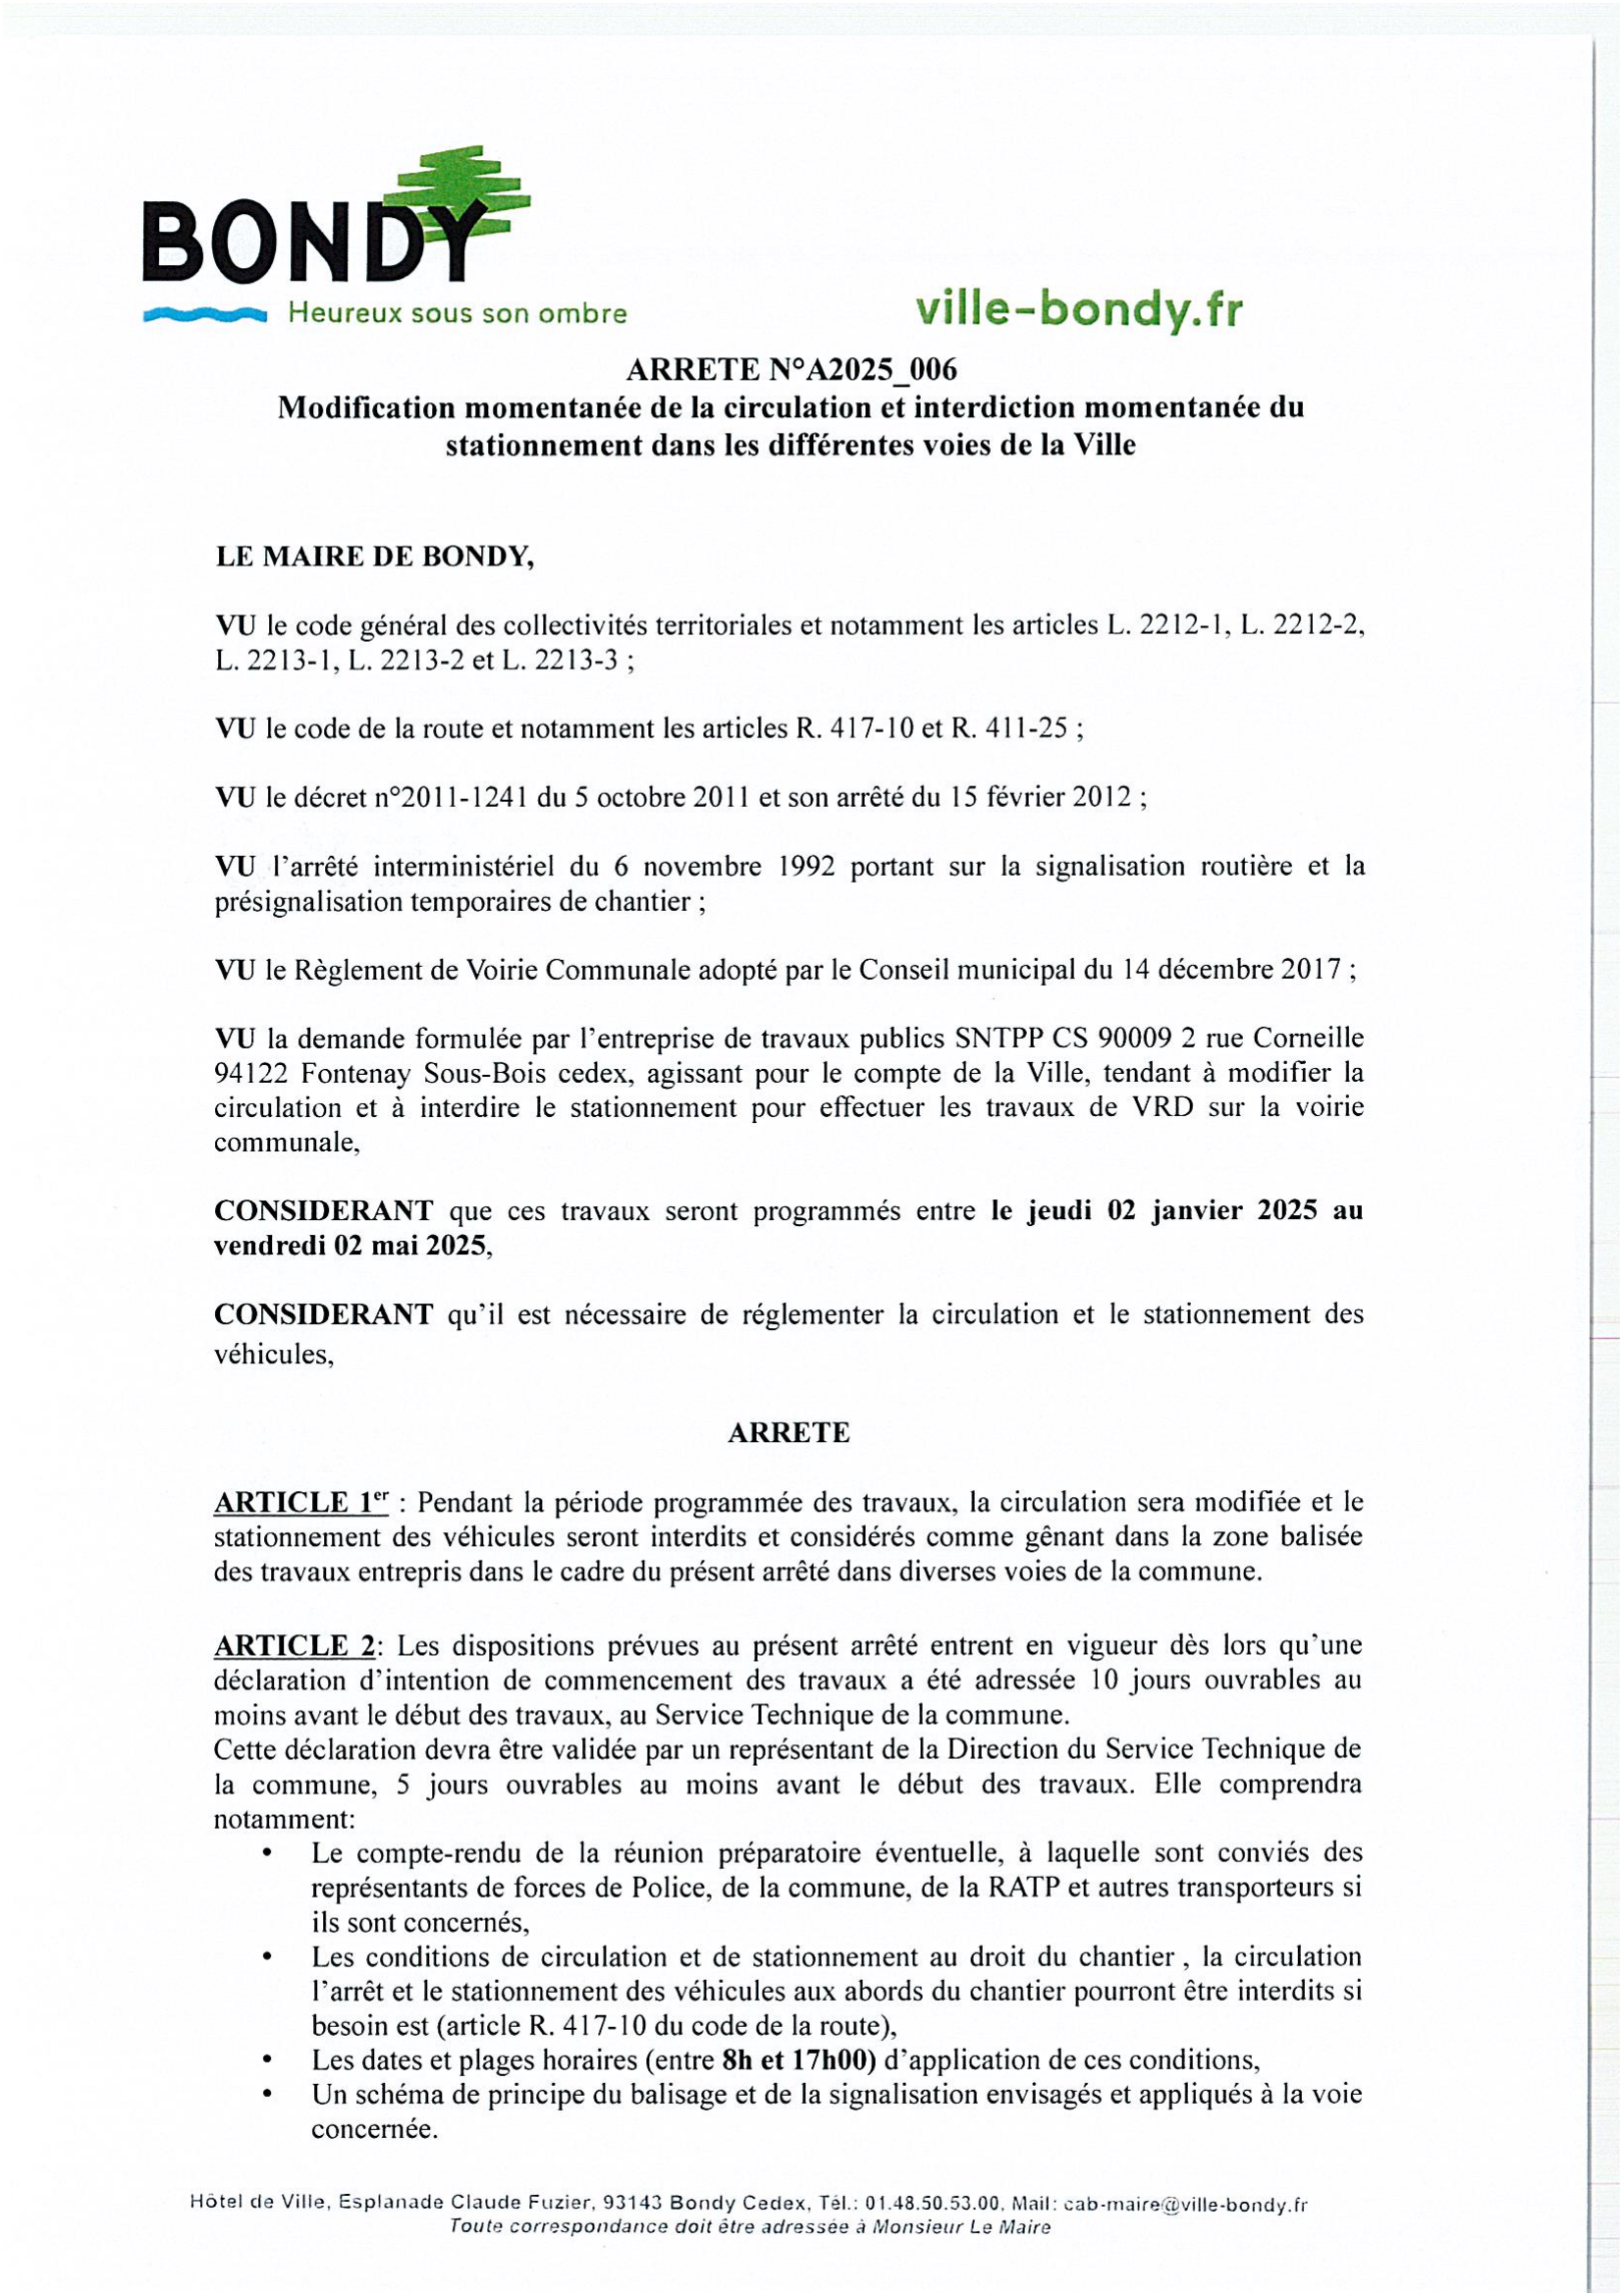 BONDY
Heureux sous son ombre
ville-bondy.fr
ARRETE N°A2025_006
Modification momentanée de la circulation et interdiction momentanée du
stationnement dans les différentes voies de la Ville
LE MAIRE DE BONDY,
VU le code général des collectivités territoriales et notamment les articles L. 2212-1, L. 2212-2,
L. 2213-1, L. 2213-2 et L. 2213-3 ;
VU le code de la route et notamment les articles R. 417-10 et R. 411-25 ;
VU le décret n°2011-1241 du 5 octobre 2011 et son arrêté du 15 février 2012 ;
VU l'arrêté interministériel du 6 novembre 1992 portant sur la signalisation routière et la
présignalisation temporaires de chantier ;
VU le Règlement de Voirie Communale adopté par le Conseil municipal du 14 décembre 2017 ;
VU la demande formulée par l'entreprise de travaux publics SNTPP CS 90009 2 rue Corneille
94122 Fontenay Sous-Bois cedex, agissant pour le compte de la Ville, tendant à modifier la
circulation et à interdire le stationnement pour effectuer les travaux de VRD sur la voirie
communale,
CONSIDERANT que ces travaux seront programmés entre le jeudi 02 janvier 2025 au
vendredi 02 mai 2025,
CONSIDERANT qu'il est nécessaire de réglementer la circulation et le stationnement des
véhicules,
ARRETE
ARTICLE 1er : Pendant la période programmée des travaux, la circulation sera modifiée et le
stationnement des véhicules seront interdits et considérés comme gênant dans la zone balisée
des travaux entrepris dans le cadre du présent arrêté dans diverses voies de la commune.
ARTICLE 2: Les dispositions prévues au présent arrêté entrent en vigueur dès lors qu'une
déclaration d'intention de commencement des travaux a été adressée 10 jours ouvrables au
moins avant le début des travaux, au Service Technique de la commune.
Cette déclaration devra être validée par un représentant de la Direction du Service Technique de
la commune, 5 jours ouvrables au moins avant le début des travaux. Elle comprendra
notamment:
• Le compte-rendu de la réunion préparatoire éventuelle, à laquelle sont conviés des
représentants de forces de Police, de la commune, de la RATP et autres transporteurs si
ils sont concernés,
• Les conditions de circulation et de stationnement au droit du chantier , la circulation
l'arrêt et le stationnement des véhicules aux abords du chantier pourront être interdits si
besoin est (article R. 417-10 du code de la route),
• Les dates et plages horaires (entre 8h et 17h00) d'application de ces conditions,
• Un schéma de principe du balisage et de la signalisation envisagés et appliqués à la voie
concernée.
Hôtel de Ville, Esplanade Claude Fuzier, 93143 Bondy Cedex, Tél.: 01.48.50.53.00, Mail: cab-maire@ville-bondy.fr
Toute correspondance doit être adressée à Monsieur Le Maire